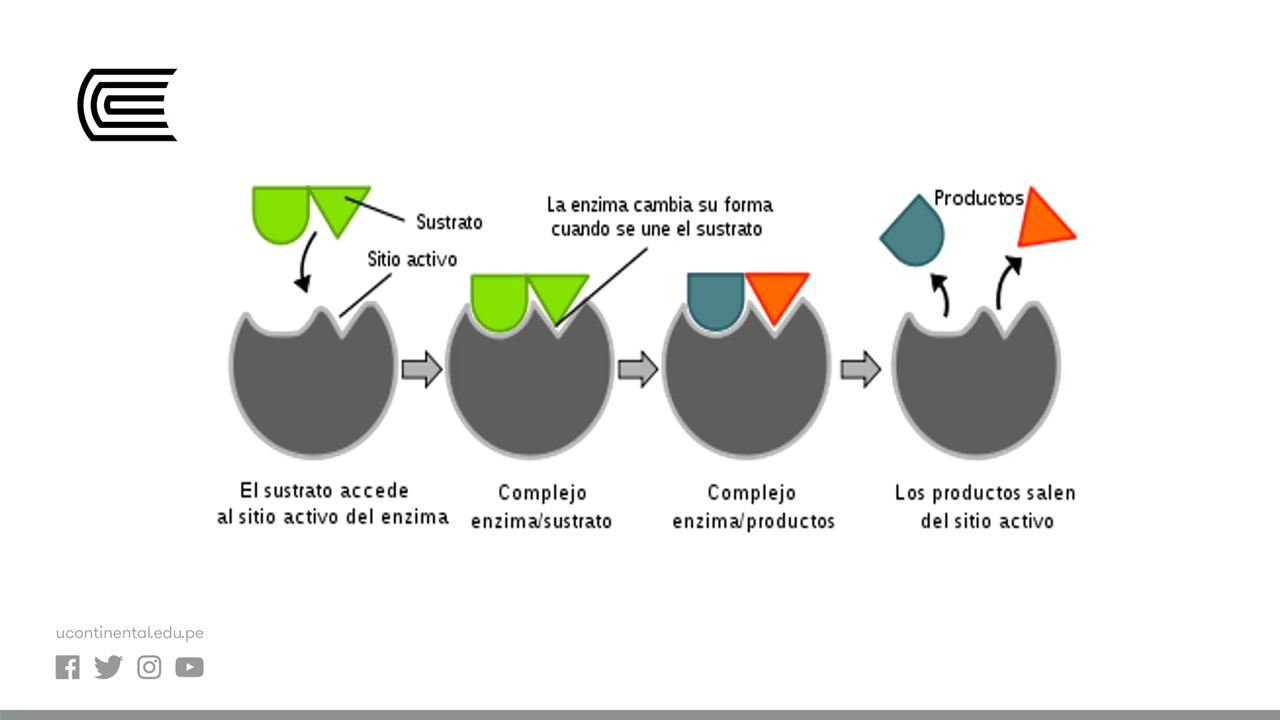 Sustrato
Sitio activo
La enzima cambia su forma
cuando se une el sustrato
Productos
El sustrato accede
al sitio activo del enzima
Complejo
enzima/sustrato
Complejo
enzima/productos
Los productos salen
del sitio activo
ucontinental.edu.pe